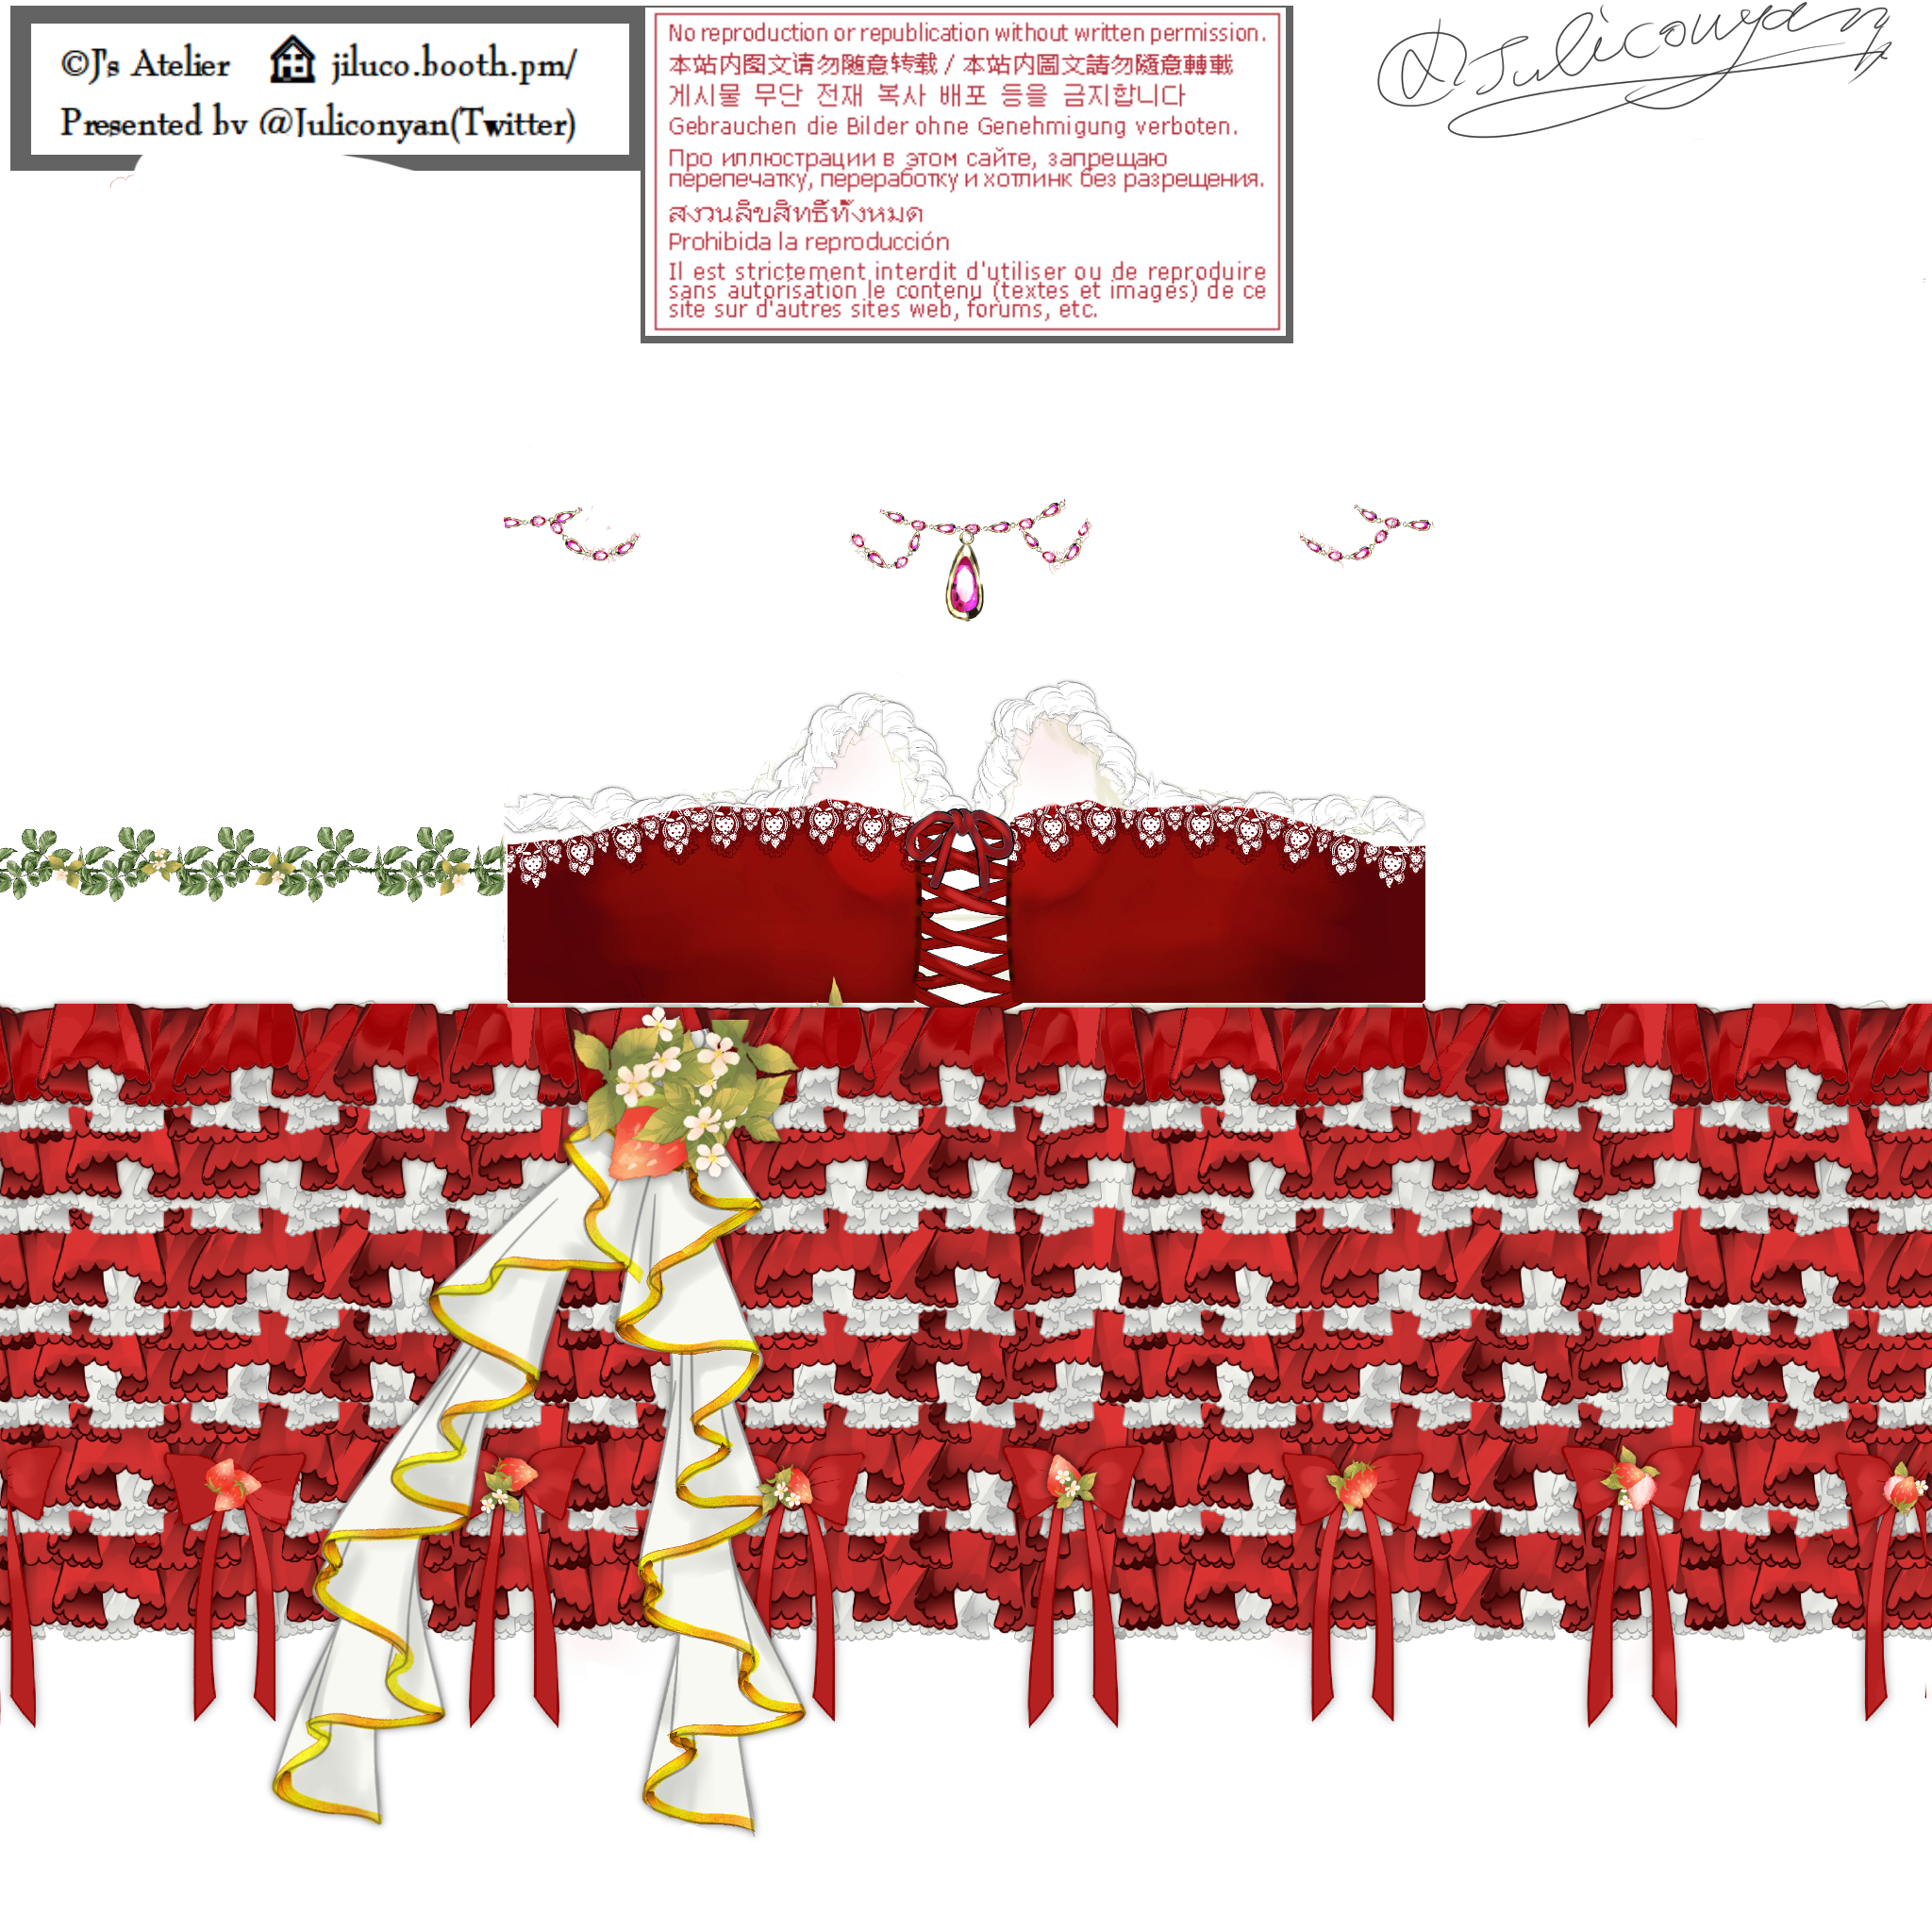 ©J's Atelier jiluco.booth.pm/
Presented by @Juliconyan(Twitter)
No reproduction or republication without written permission.
本站内图文请勿随意转载 / 本站内圖文請勿隨意轉載
게시물 무단 전재 복사 배포 등을 금지합니다
Gebrauchen die Bilder ohne Genehmigung verboten.
Про иллюстрации в этом сайте, запрещаю
перепечатку, переработку и хотлинк без разрещения.
สงวนลิขสิทธิ์ทั้งหมด
Prohibida la reproducción
Il est strictement interdit d'utiliser ou de reproduire
sans autorisation le contenu (textes et images) de ce
site sur d'autres sites web, forums, etc.
Juliconyan